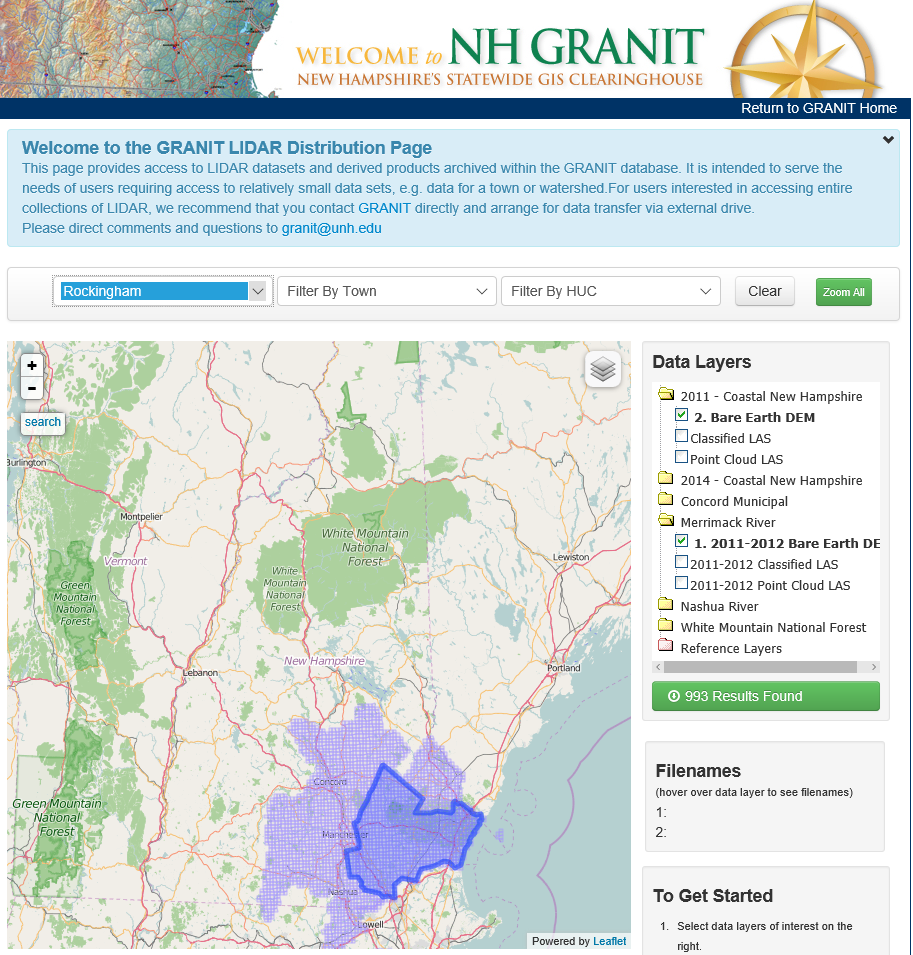 WELCOME to NH GRANIT
NEW HAMPSHIRE'S STATEWIDE GIS CLEARINGHOUSE
Return to GRANIT Home
Welcome to the GRANIT LIDAR Distribution Page
This page provides access to LIDAR datasets and derived products archived within the GRANIT database. It is intended to serve the
needs of users requiring access to relatively small data sets, e.g. data for a town or watershed.For users interested in accessing entire
collections of LIDAR, we recommend that you contact GRANIT directly and arrange for data transfer via external drive.
Please direct comments and questions to granit@unh.edu
Rockingham
Filter By Town
Filter By HUC
Clear
Zoom All
+
-
search
Burlington
Montpelier
Vermont
Green
Mountain
National
Forest
White Mountain
National
Forest
White
Mountain
National
Forest
Lewiston
New Hampshire
Lebanon
Portland
Concord
Green Mountain
National
Forest
Manchester
Nashua
Lowell
Powered by Leaflet
Data Layers
2011 - Coastal New Hampshire
2. Bare Earth DEM
Classified LAS
Point Cloud LAS
2014 - Coastal New Hampshire
Concord Municipal
Merrimack River
1. 2011-2012 Bare Earth DE
2011-2012 Classified LAS
2011-2012 Point Cloud LAS
Nashua River
White Mountain National Forest
Reference Layers
993 Results Found
Filenames
(hover over data layer to see filenames)
1:
2:
To Get Started
1. Select data layers of interest on the
right.